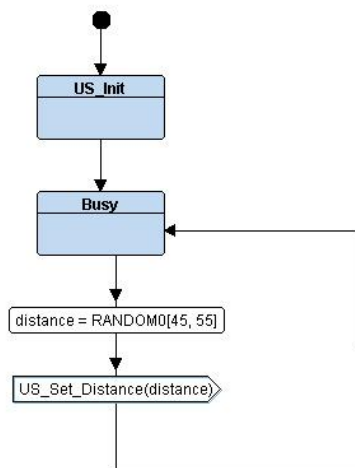 US_Init
Busy
distance = RANDOM0[45, 55]
US_Set_Distance(distance)